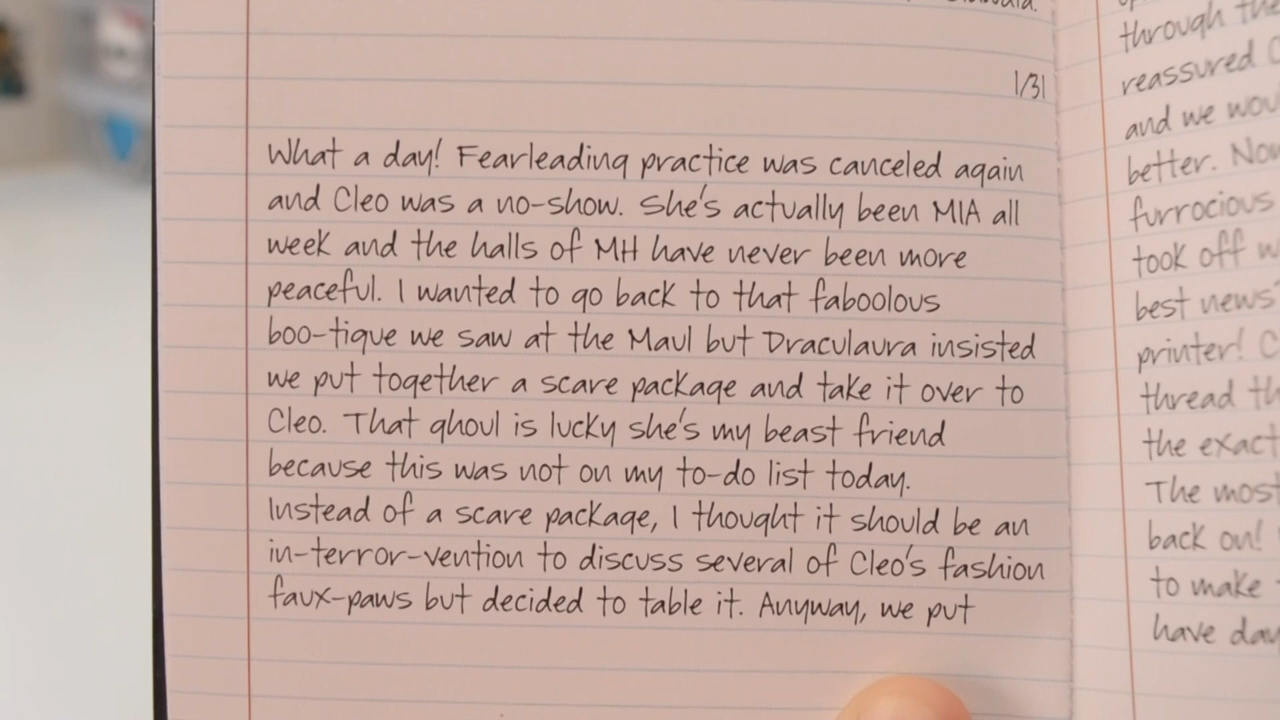 1/31
What a day! Fearleading practice was canceled again
and Cleo was a no-show. She's actually been MIA all
week and the halls of MH have never been more
peaceful. I wanted to go back to that faboolous
boo-tique we saw at the Maul but Draculaura insisted
we put together a scare package and take it over to
Cleo. That ghoul is lucky she's my beast friend
because this was not on my to-do list today.
Instead of a scare package, I thought it should be an
in-terror-vention to discuss several of Cleo's fashion
faux-paws but decided to table it. Anyway, we put
through the
reassured
and we
better.
furrocious
took off
best news
printer!
thread
the exact
The most
back on!
to make
have